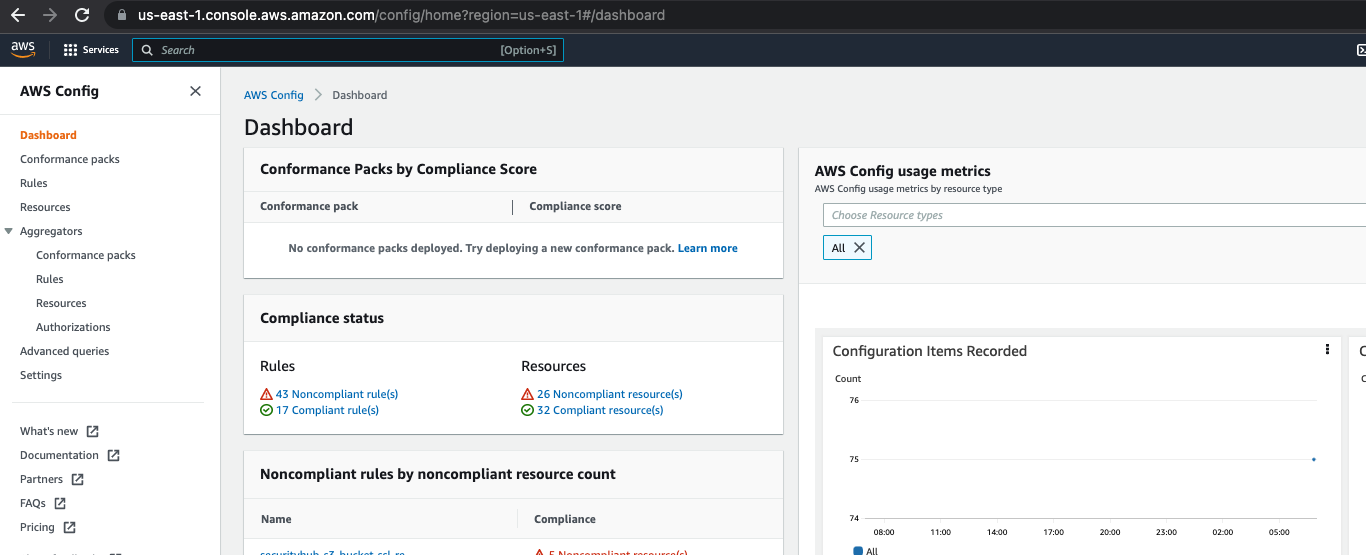 us-east-1.console.aws.amazon.com/config/home?region=us-east-1#/dashboard
aws
Services
Search
[Option+S]
AWS Config
Dashboard
Conformance packs
Rules
Resources
Aggregators
Conformance packs
Rules
Resources
Authorizations
Advanced queries
Settings
What's new
Documentation
Partners
FAQs
Pricing
AWS Config > Dashboard
Dashboard
Conformance Packs by Compliance Score
Conformance pack
Compliance score
No conformance packs deployed. Try deploying a new conformance pack. Learn more
Compliance status
Rules
43 Noncompliant rule(s)
17 Compliant rule(s)
Resources
26 Noncompliant resource(s)
32 Compliant resource(s)
Noncompliant rules by noncompliant resource count
Name
Compliance
securityhub-s3-bucket-ssl-re
5 Noncompliant resource(s)
AWS Config usage metrics
AWS Config usage metrics by resource type
Choose Resource types
All
Configuration Items Recorded
Count
76
75
74
08:00 11:00 14:00 17:00 20:00 23:00 02:00 05:00
All